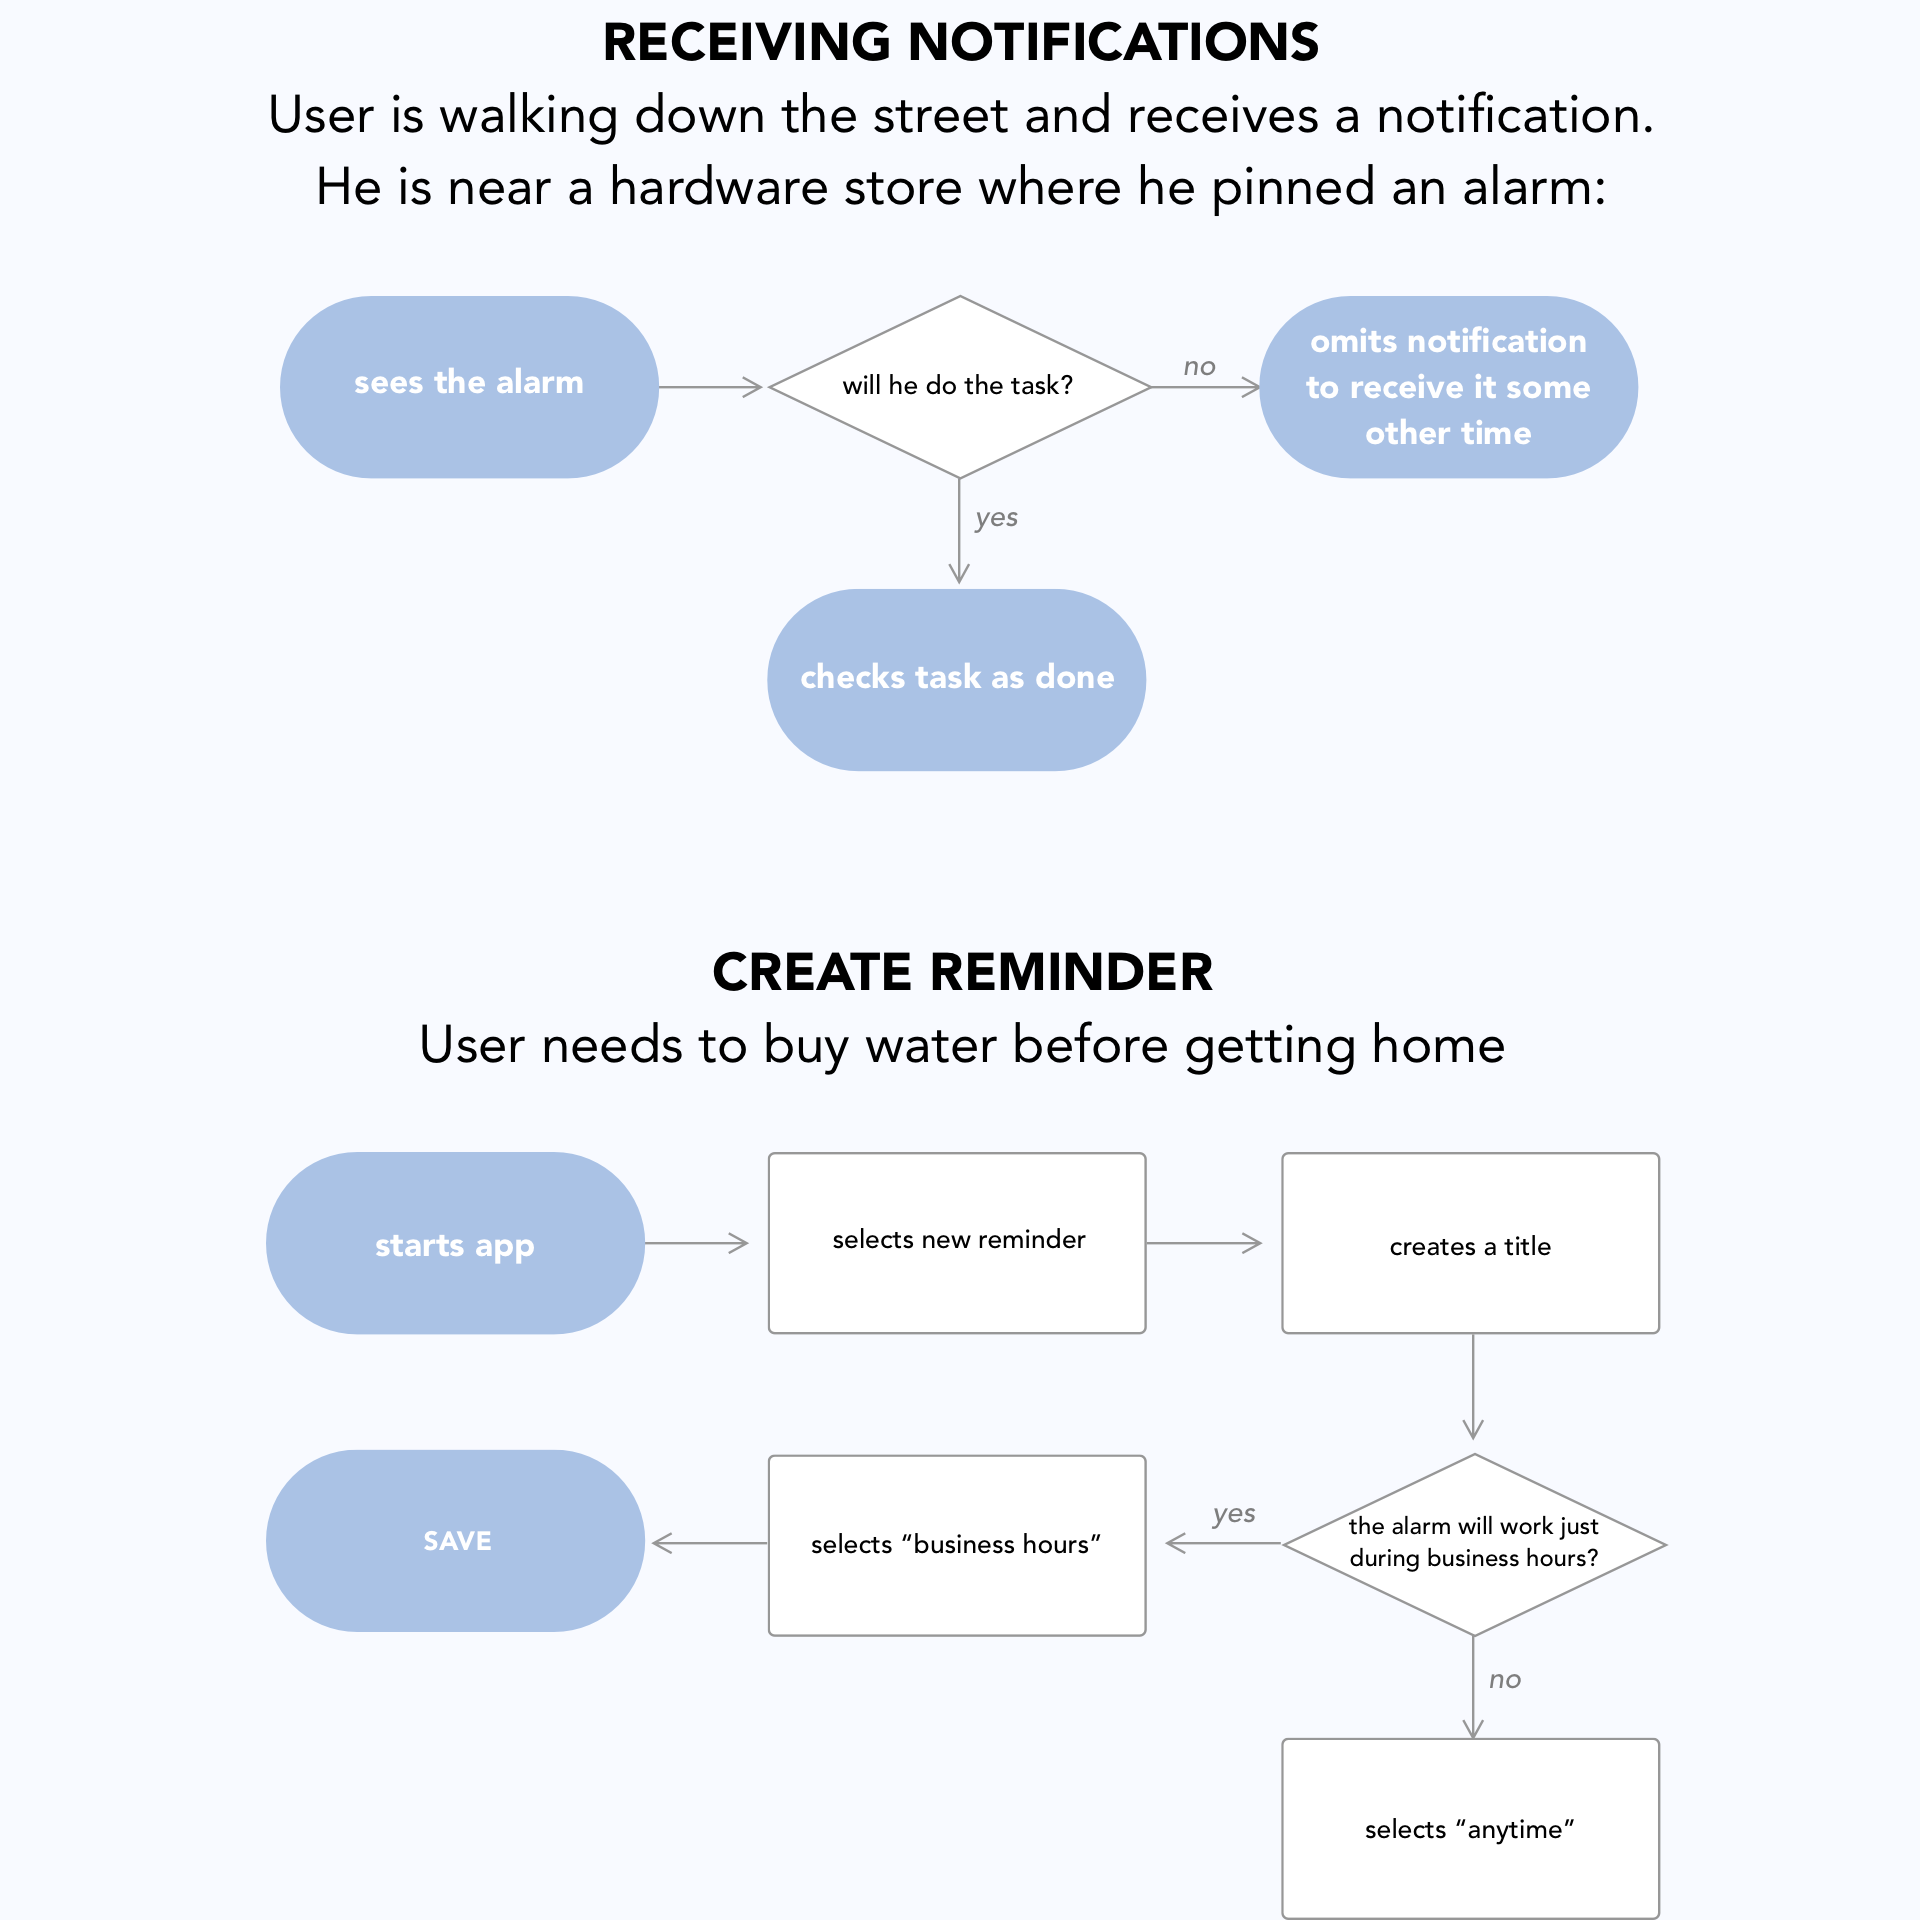 RECEIVING NOTIFICATIONS
User is walking down the street and receives a notification.
He is near a hardware store where he pinned an alarm:
sees the alarm
will he do the task?
no
omits notification
to receive it some
other time
yes
checks task as done
CREATE REMINDER
User needs to buy water before getting home
starts app
selects new reminder
creates a title
SAVE
selects “business hours”
yes
the alarm will work just
during business hours?
no
selects “anytime”